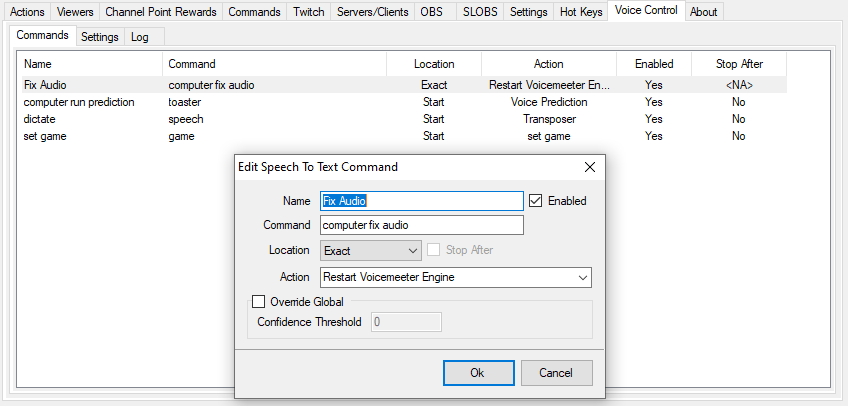 Actions Viewers Channel Point Rewards Commands Twitch Servers/Clients OBS SLOBS Settings Hot Keys Voice Control About
Commands Settings Log
Name Command Location Action Enabled Stop After
Fix Audio computer fix audio Exact Restart Voicemeeter En... Yes <NA>
computer run prediction toaster Start Voice Prediction Yes No
dictate speech Start Transposer Yes No
set game game Start set game Yes No
Edit Speech To Text Command
Name Fix Audio Enabled
Command computer fix audio
Location Exact Stop After
Action Restart Voicemeeter Engine
Override Global
Confidence Threshold 0
Ok Cancel